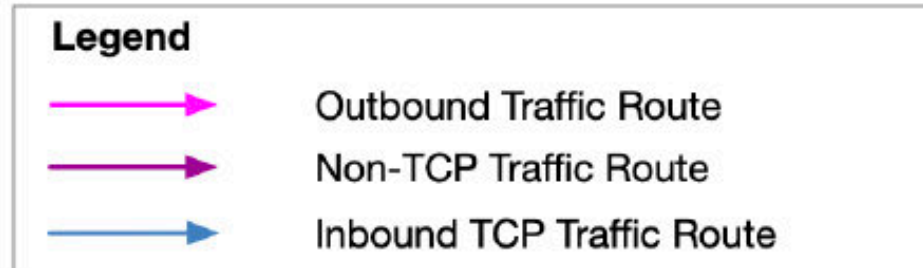 Legend
Outbound Traffic Route
Non-TCP Traffic Route
Inbound TCP Traffic Route